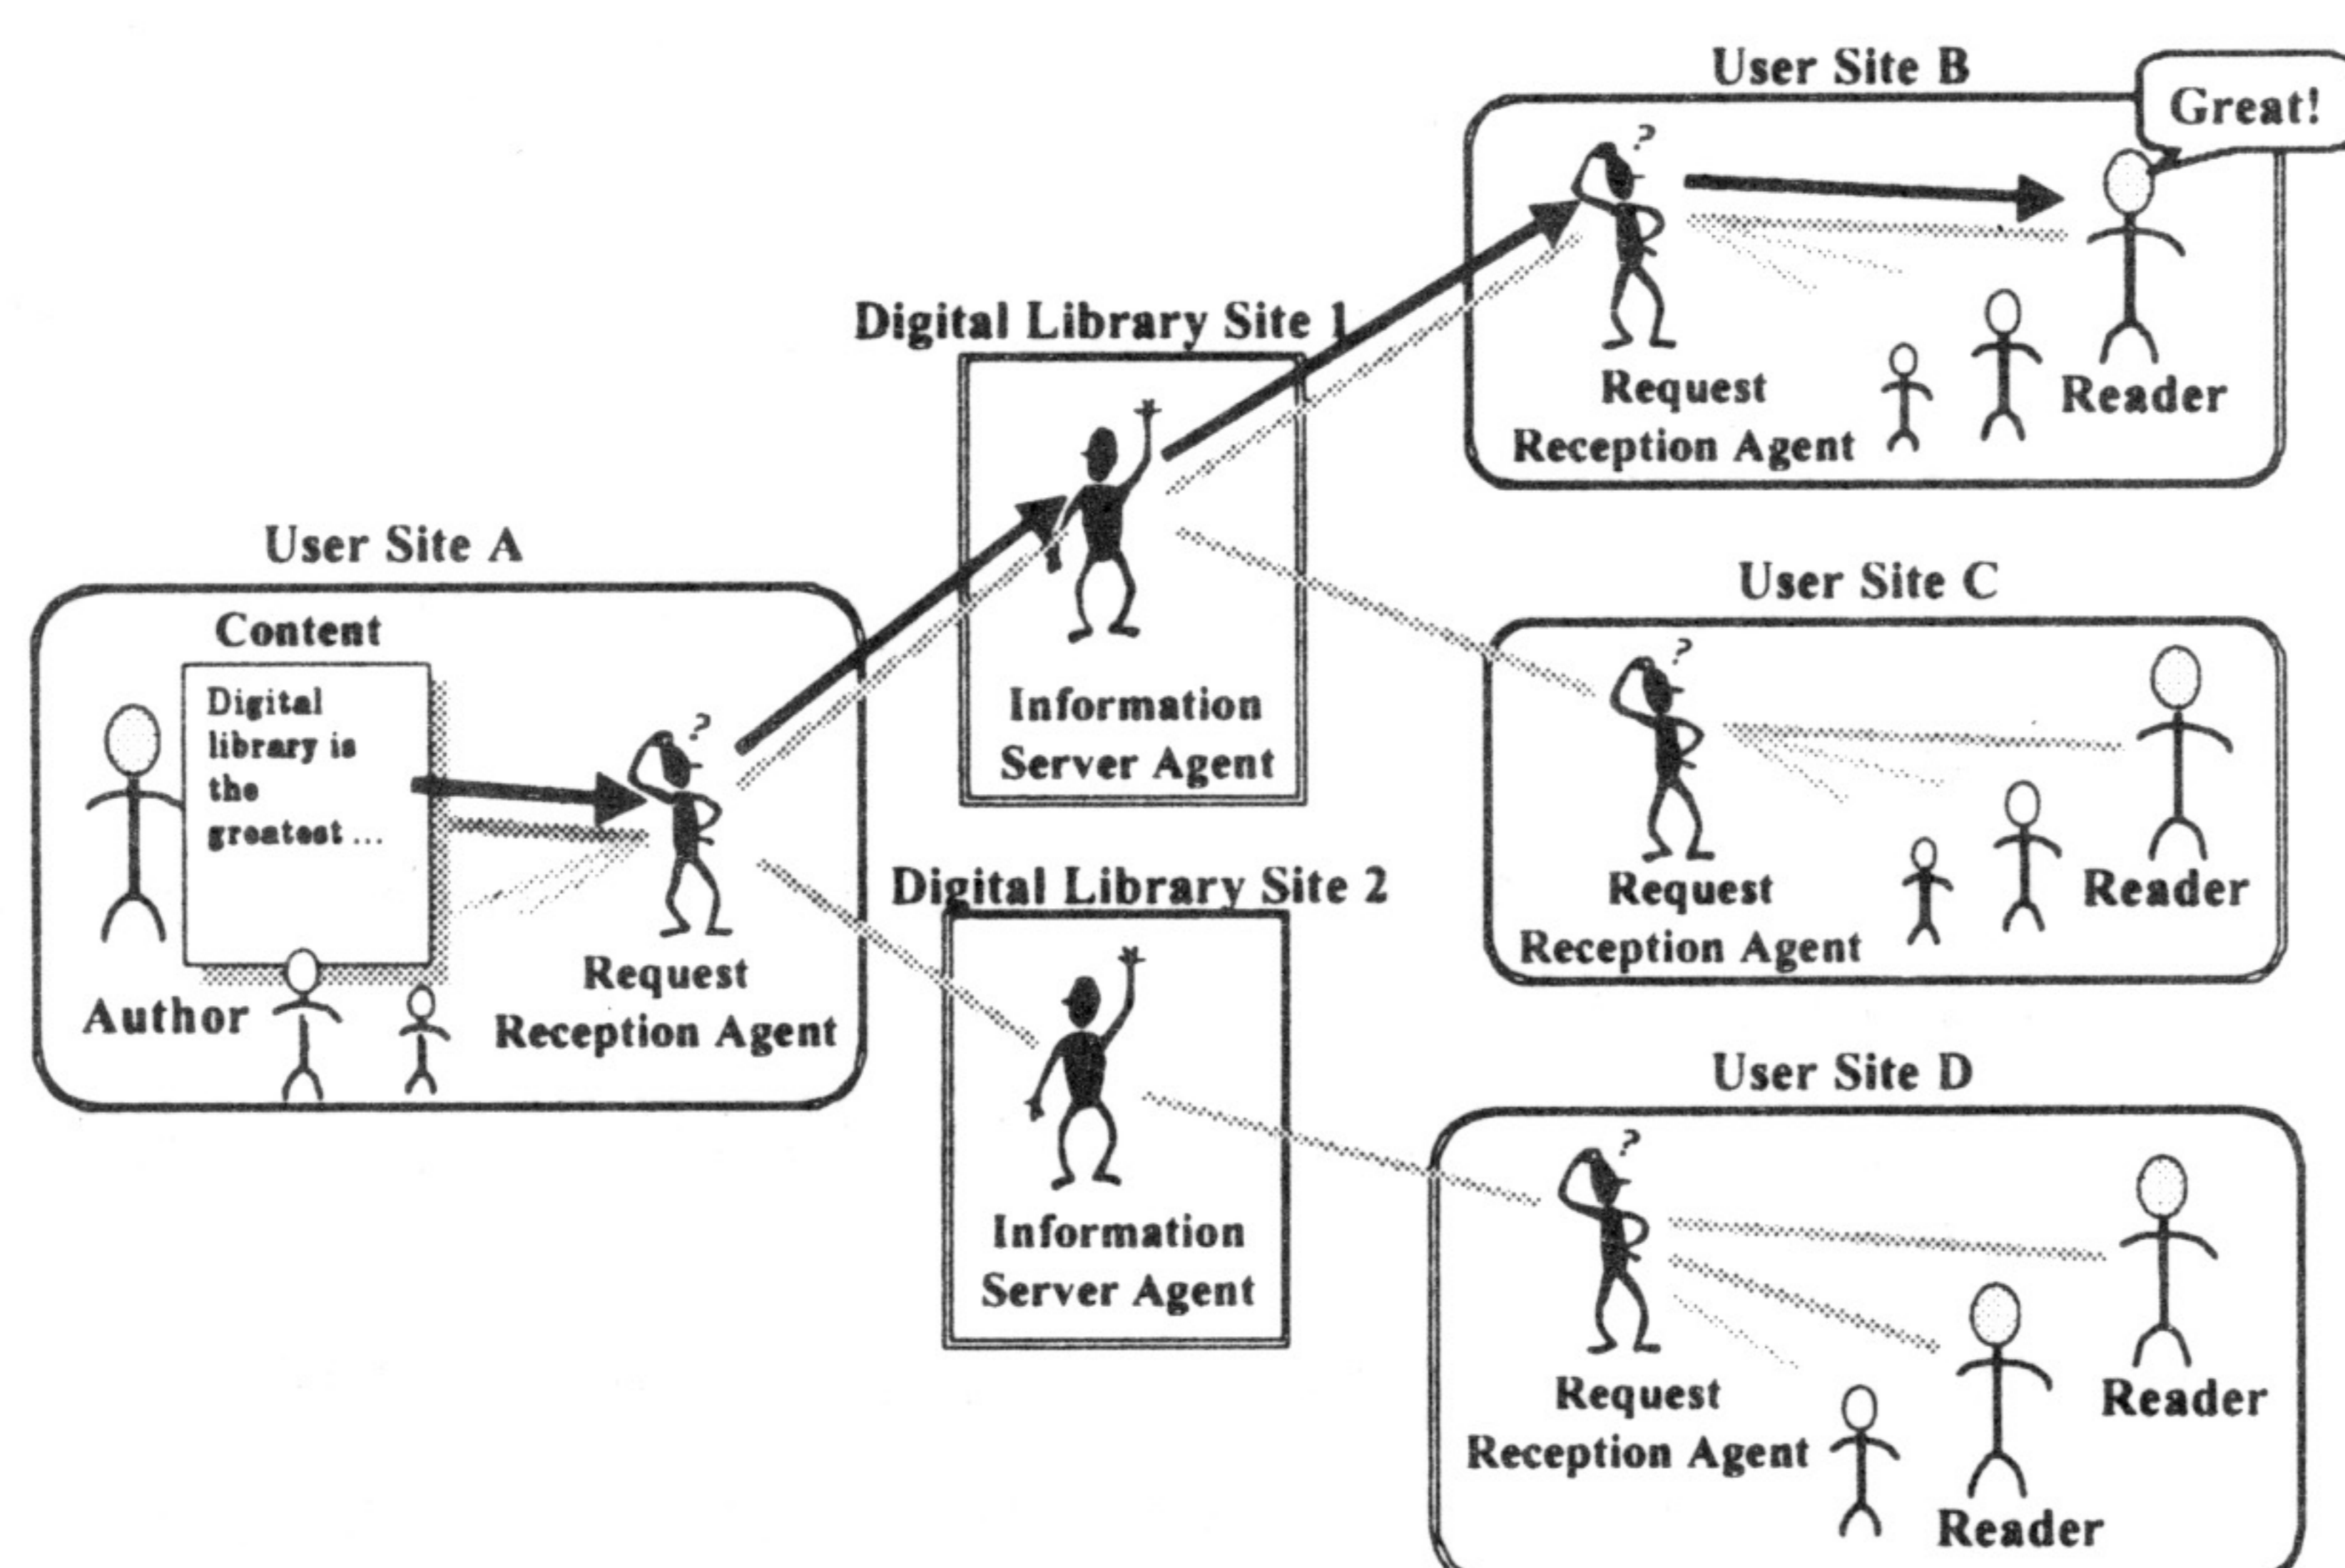 User Site B
Great!
?
Request
Reception Agent
Reader
Digital Library Site 1
Information
Server Agent
User Site A
Content
Digital
library is
the
greatest ...
?
Author
Request
Reception Agent
User Site C
?
Request
Reception Agent
Reader
Digital Library Site 2
Information
Server Agent
User Site D
?
Request
Reception Agent
Reader
Reader